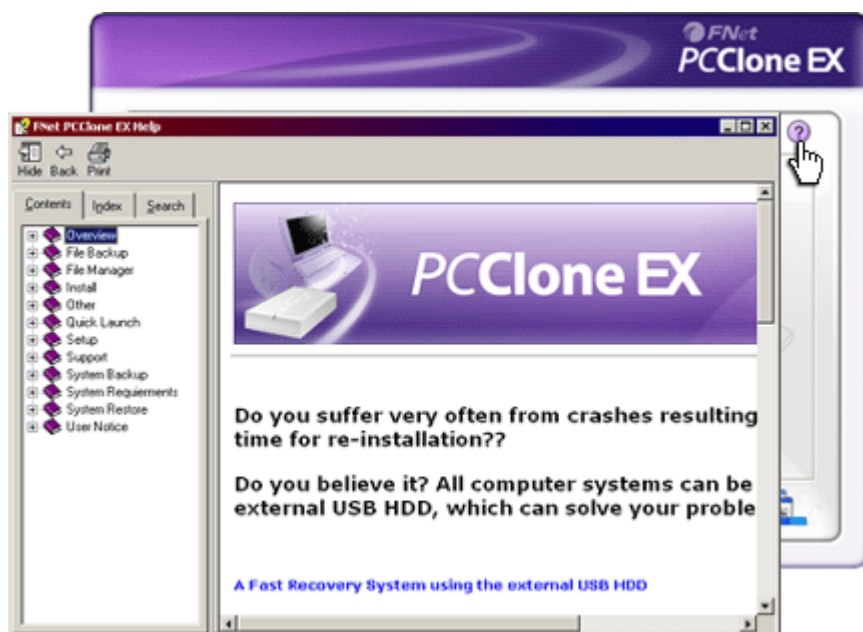 FNet
PCClone EX
FNet PCClone EX Help
Hide Back Print
Contents Index Search
Overview
File Backup
File Manager
Install
Other
Quick Launch
Setup
Support
System Backup
System Requierments
System Restore
User Notice
PCClone EX
Do you suffer very often from crashes resulting
time for re-installation??
Do you believe it? All computer systems can be
external USB HDD, which can solve your proble
A Fast Recovery System using the external USB HDD